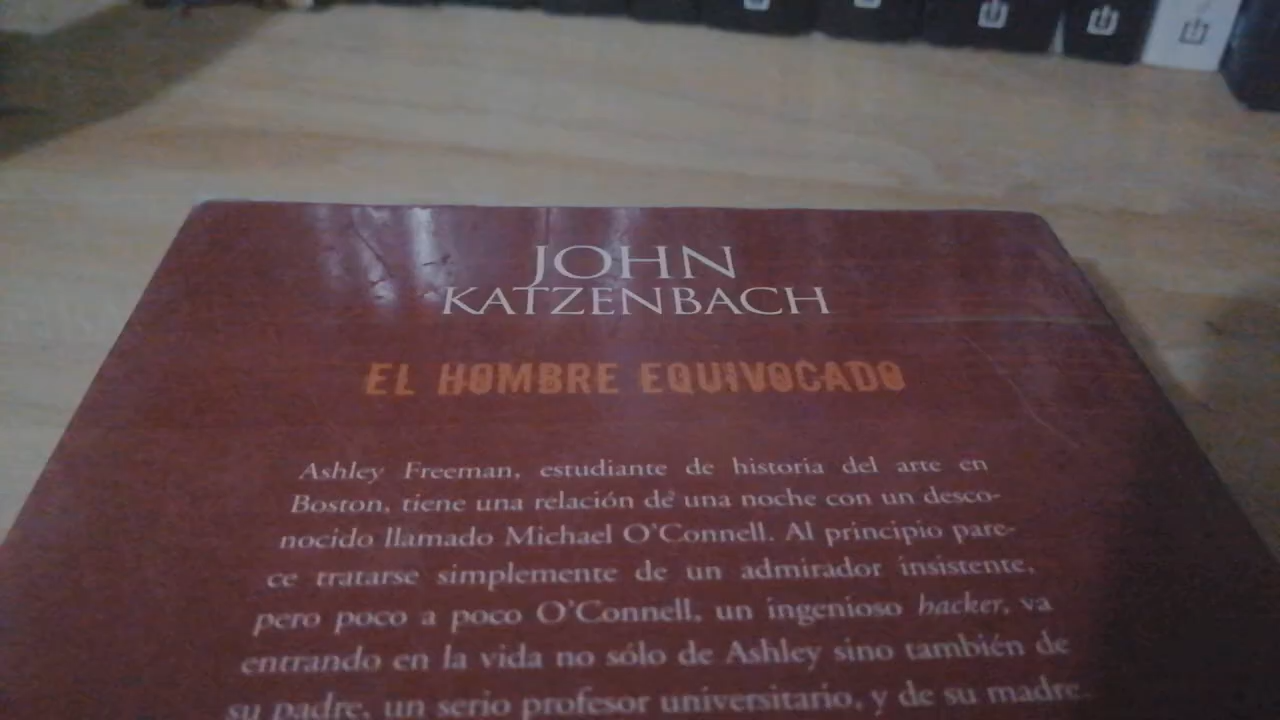 JOHN
KATZENBACH
EL HOMBRE EQUIVOCADO
Ashley Freeman, estudiante de historia del arte en
Boston, tiene una relación de una noche con un desco-
nocido llamado Michael O'Connell. Al principio pare-
ce tratarse simplemente de un admirador insistente,
pero poco a poco O'Connell, un ingenioso hacker, va
entrando en la vida no sólo de Ashley sino también de
su padre, un serio profesor universitario, y de su madre,